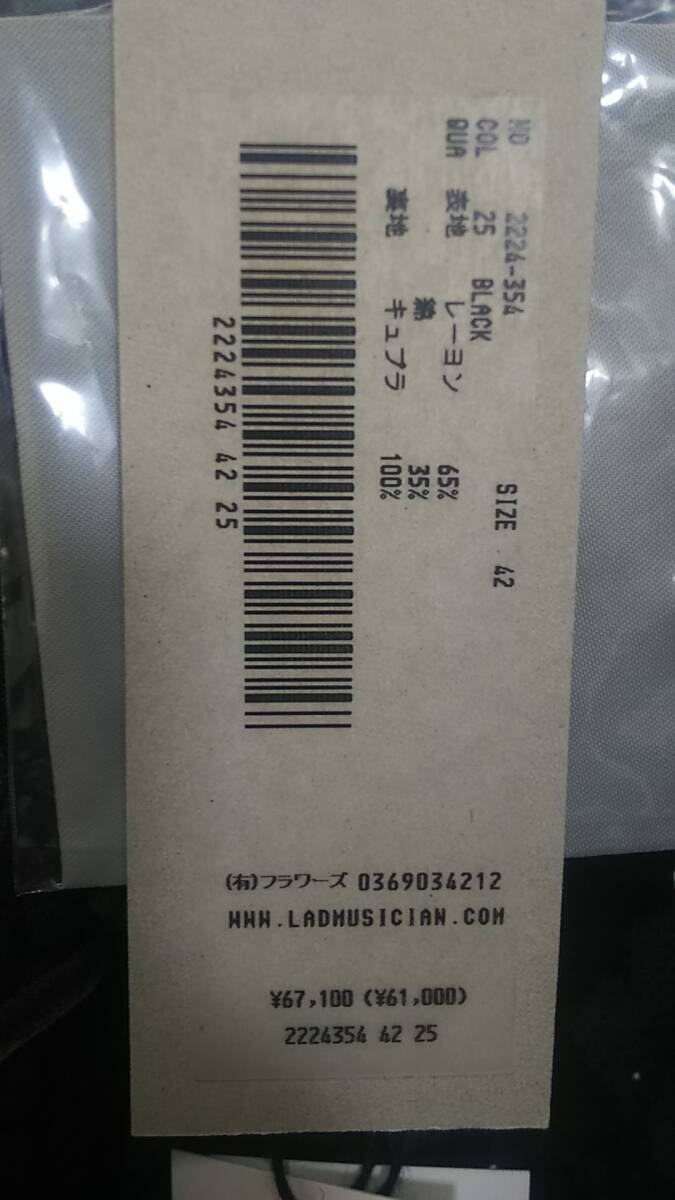 NO 2224-354 SIZE 42
COL 25 BLACK
QUA 表地 レーヨン 65%
綿 35%
裏地 キュプラ 100%
2224354 42 25
(有)フラワーズ 0369034212
WWW.LADMUSICIAN.COM
¥67,100 (¥61,000)
2224354 42 25